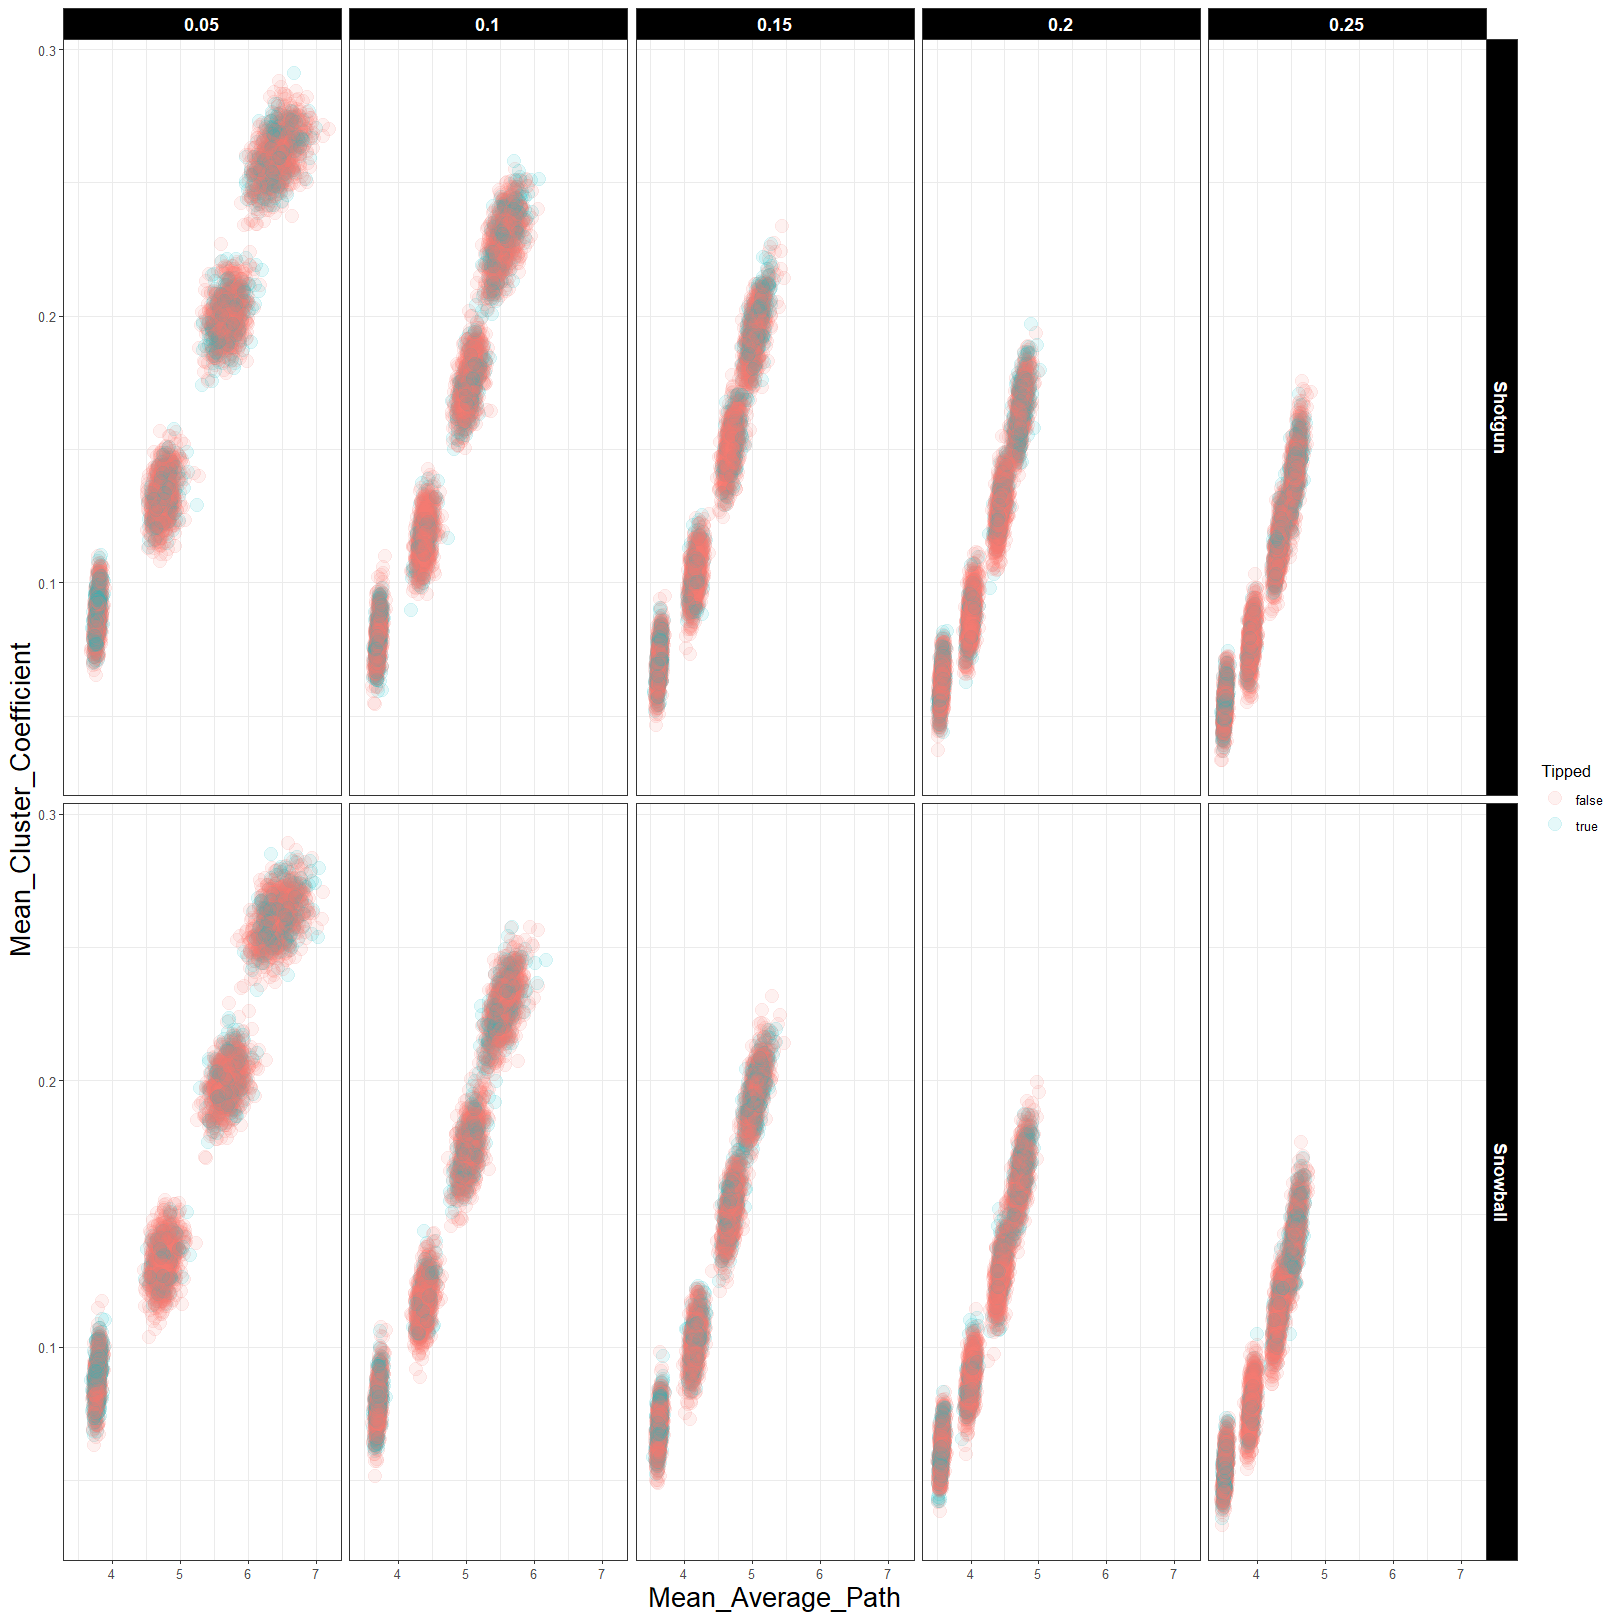 0.05 0.1 0.15 0.2 0.25
0.3
0.2
0.1
Shotgun
Mean_Cluster_Coefficient
Tipped
false
true
0.3
0.2
0.1
Snowball
4 5 6 7 4 5 6 7 4 5 6 7 4 5 6 7 4 5 6 7
Mean_Average_Path